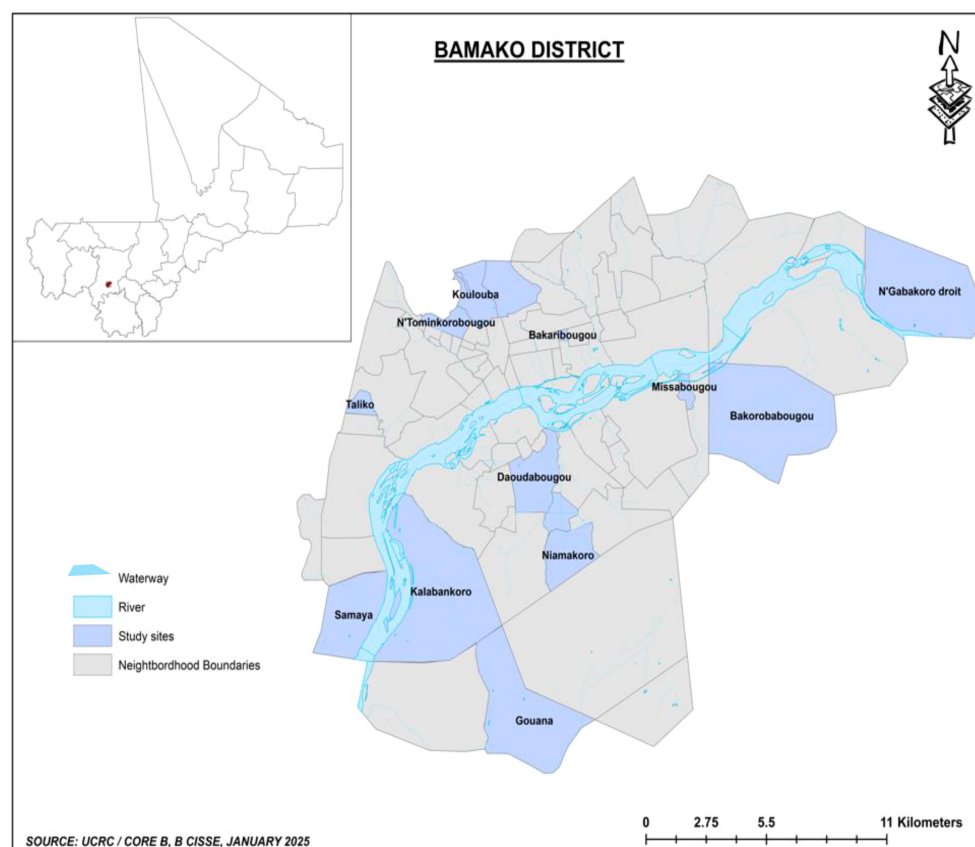 BAMAKO DISTRICT
N
N'Gabakoro droit
Koulouba
N'Tominkorobougou
Bakaribougou
Missabougou
Taliko
Bakorobabougou
Daoudabougou
Niamakoro
Waterway
River
Kalabankoro
Samaya
Study sites
Neightbordhood Boundaries
Gouana
0 2.75 5.5 11 Kilometers
SOURCE: UCRC / CORE B, B CISSE, JANUARY 2025